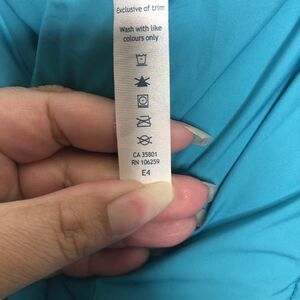 Exclusive of trim
Wash with like
colours only
CA 35801
RN 106259
E4